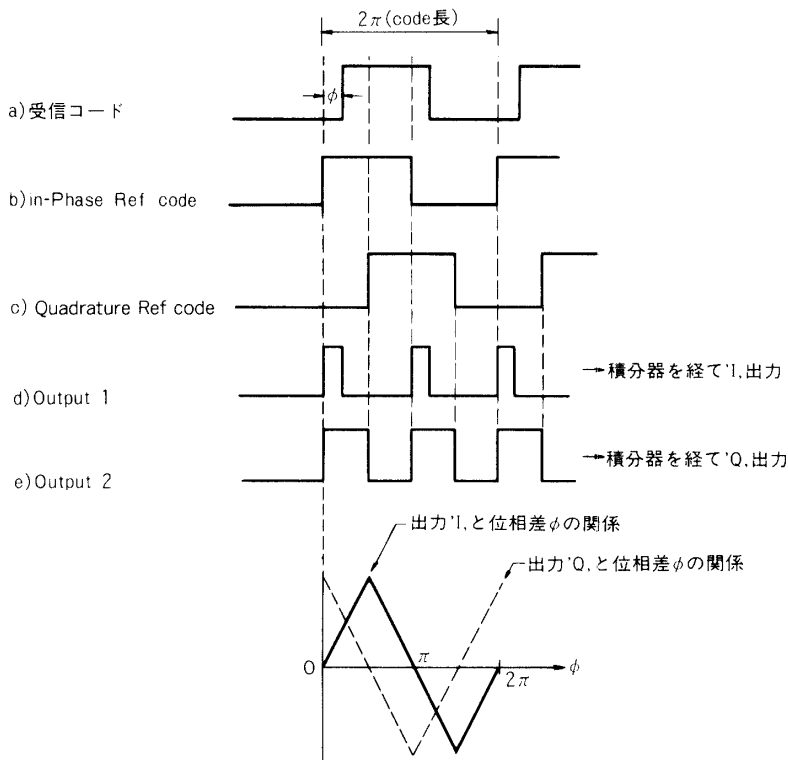 2π(code長)
φ
a)受信コード
b)in-Phase Ref code
c) Quadrature Ref code
d)Output 1
→積分器を経て'I,出力
e)Output 2
→積分器を経て'Q,出力
出力'I,と位相差φの関係
出力'Q,と位相差φの関係
0
π
2π
φ